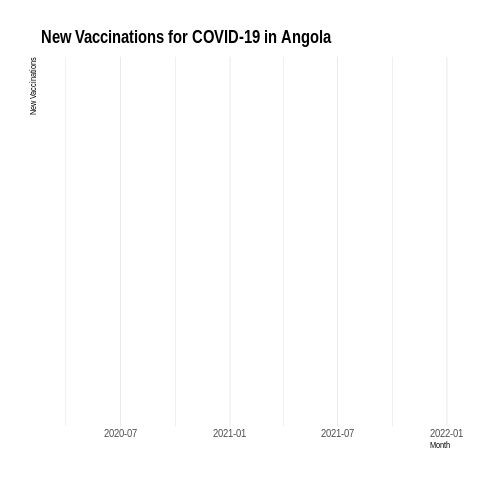 New Vaccinations for COVID-19 in Angola
New Vaccinations
2020-07
2021-01
2021-07
2022-01
Month